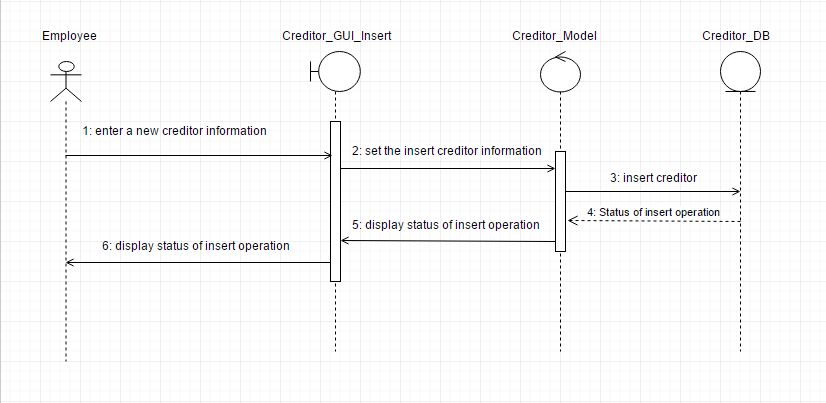 Employee
Creditor_GUI_Insert
Creditor_Model
Creditor_DB
1: enter a new creditor information
2: set the insert creditor information
3: insert creditor
4: Status of insert operation
5: display status of insert operation
6: display status of insert operation